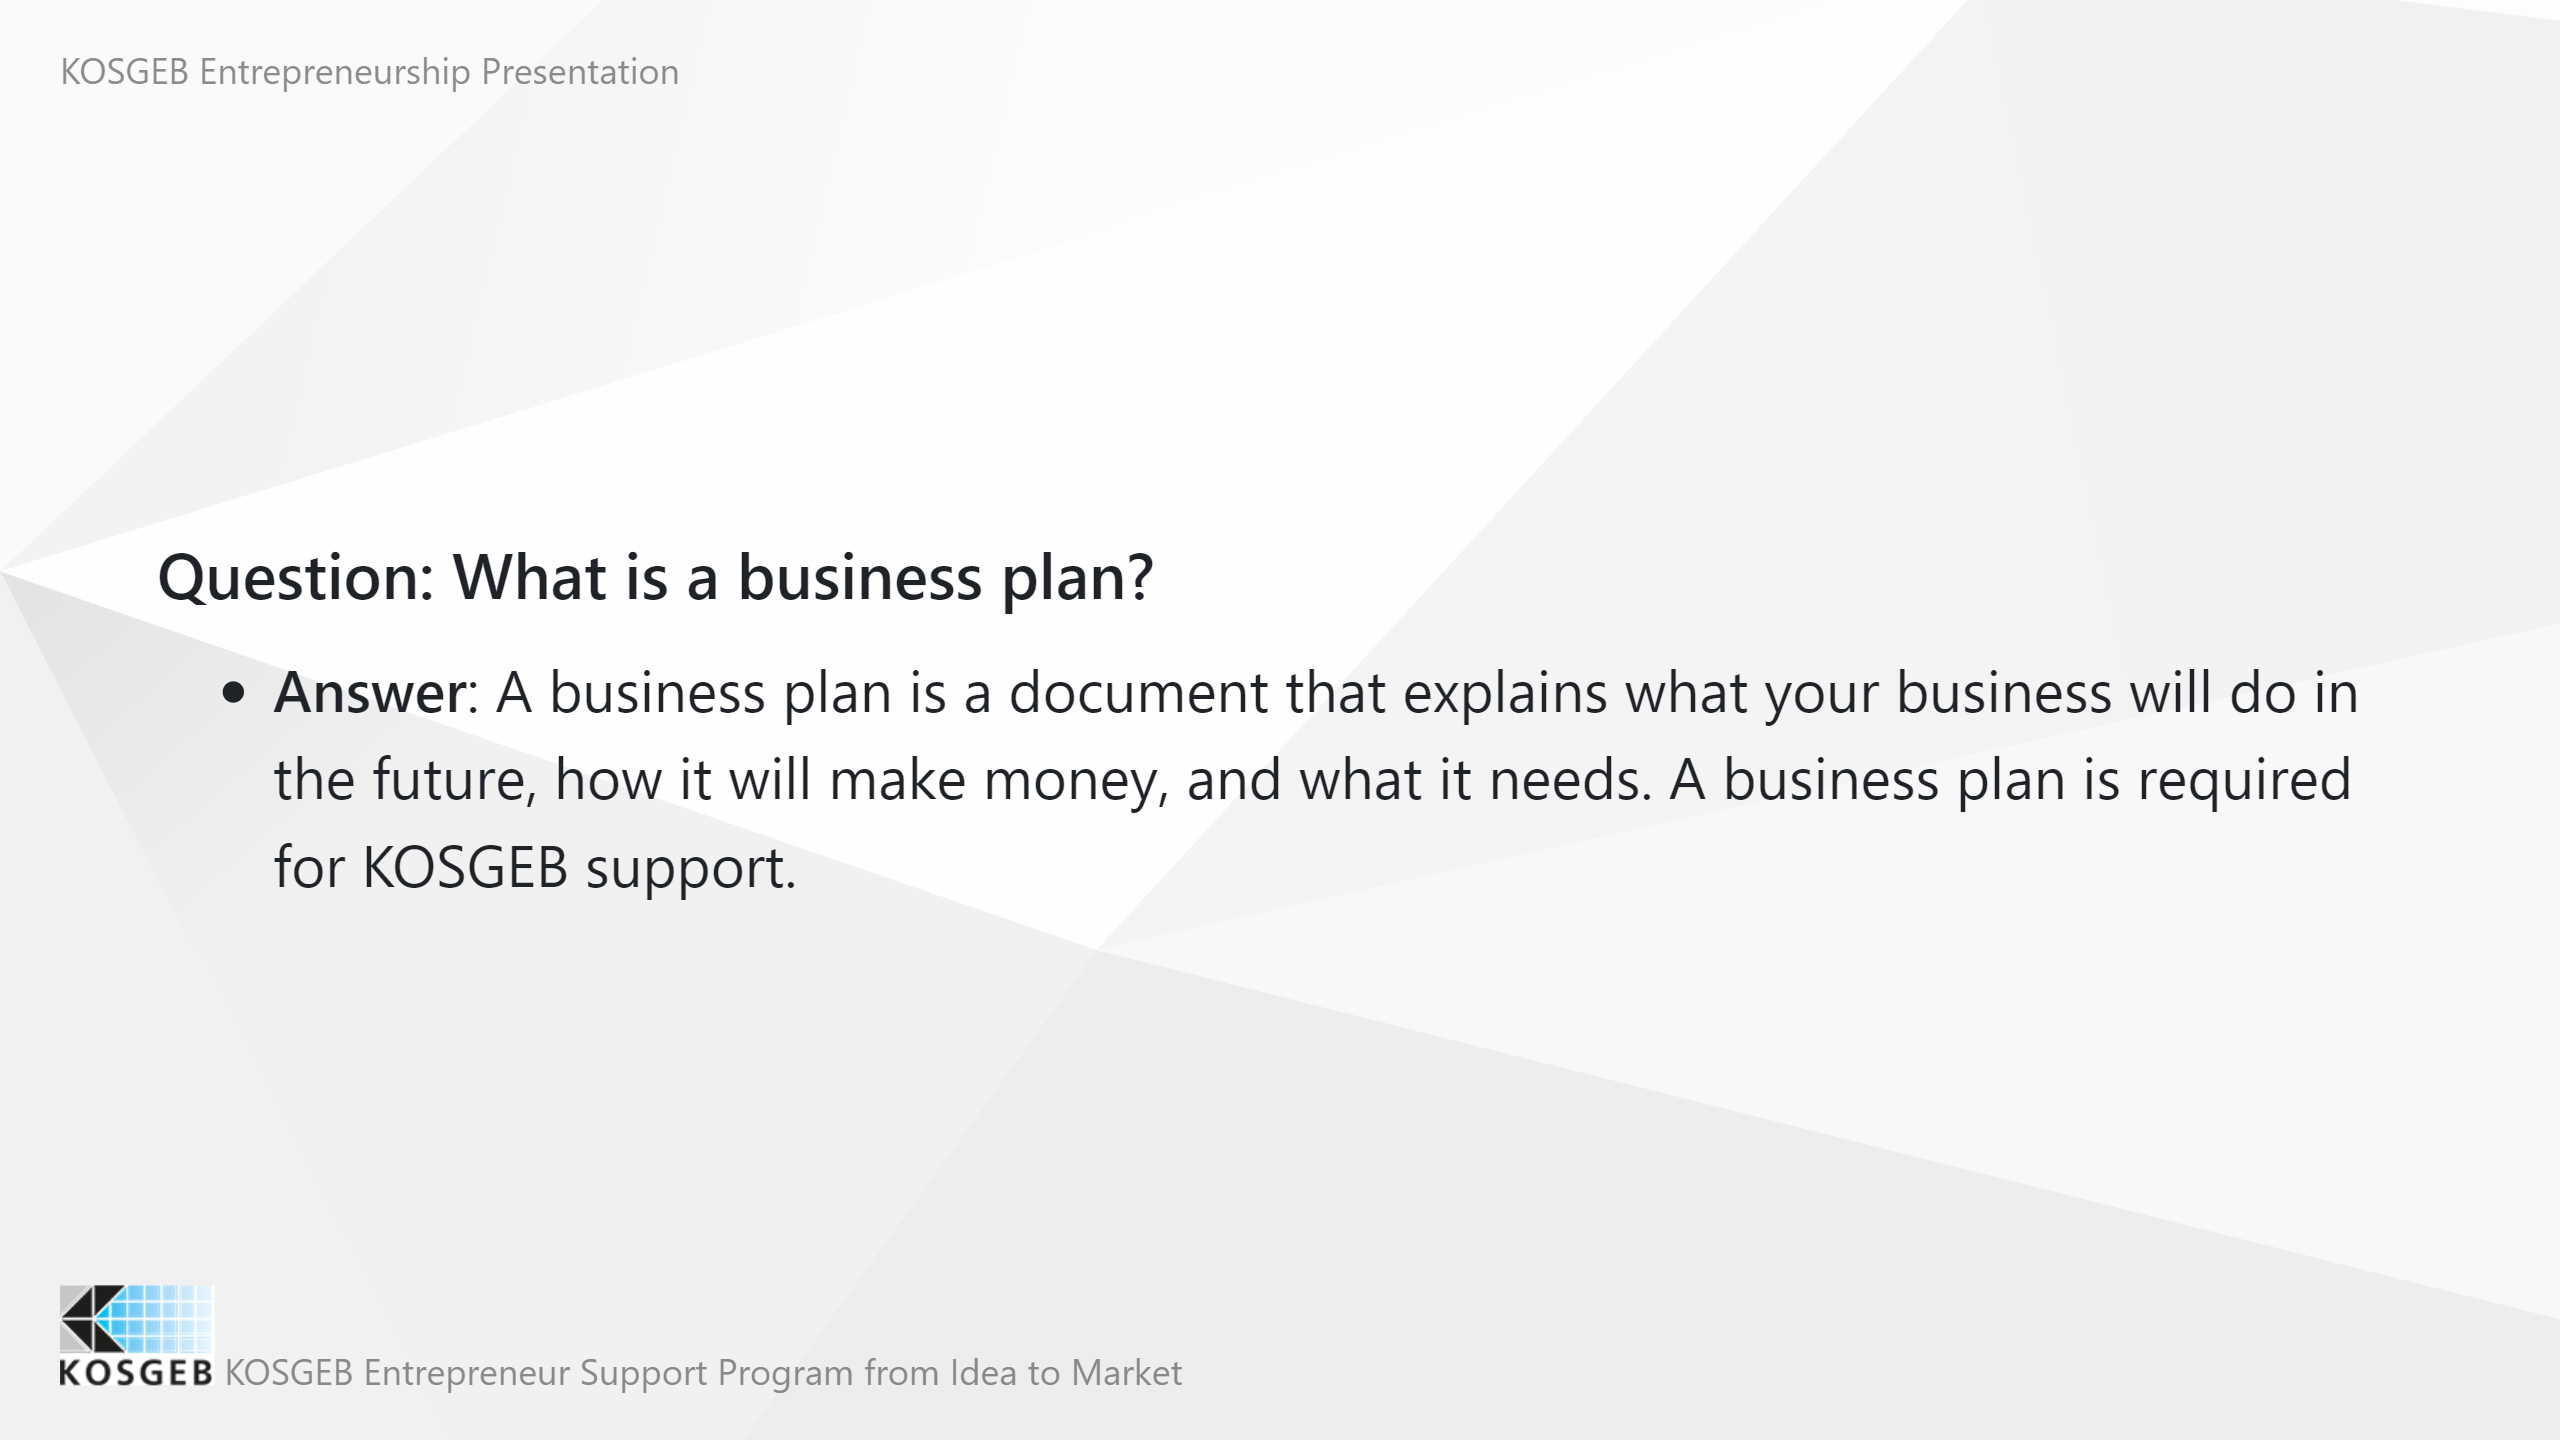 KOSGEB Entrepreneurship Presentation
Question: What is a business plan?
• Answer: A business plan is a document that explains what your business will do in
the future, how it will make money, and what it needs. A business plan is required
for KOSGEB support.
KOSGEB KOSGEB Entrepreneur Support Program from Idea to Market